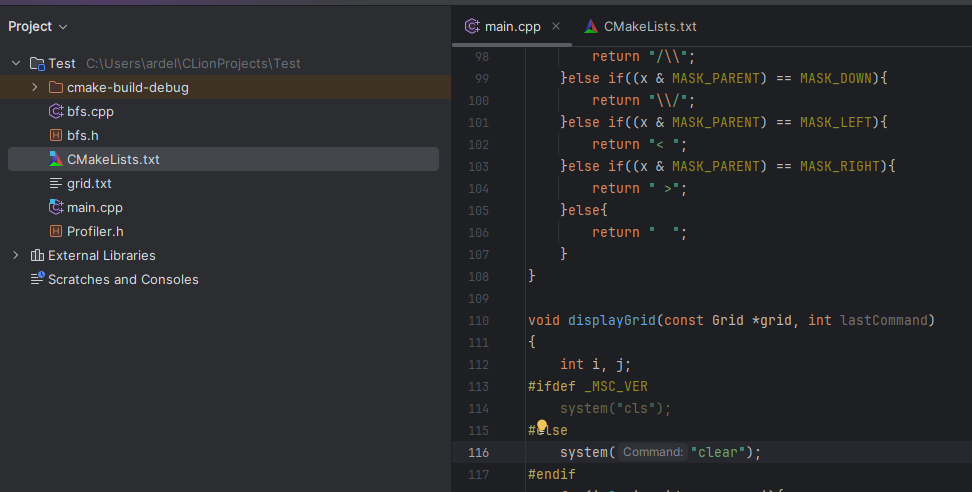 Project
Test C:\Users\ardel\CLionProjects\Test
cmake-build-debug
bfs.cpp
bfs.h
CMakeLists.txt
grid.txt
main.cpp
Profiler.h
External Libraries
Scratches and Consoles
main.cpp
CMakeLists.txt
98 return "/\\";
99 }else if((x & MASK_PARENT) == MASK_DOWN){
100 return "\\/";
101 }else if((x & MASK_PARENT) == MASK_LEFT){
102 return "< ";
103 }else if((x & MASK_PARENT) == MASK_RIGHT){
104 return " >";
105 }else{
106 return "  ";
107 }
108 }
109
110 void displayGrid(const Grid *grid, int lastCommand)
111 {
112 int i, j;
113 #ifdef _MSC_VER
114 system("cls");
115 #else
116 system( Command: "clear");
117 #endif